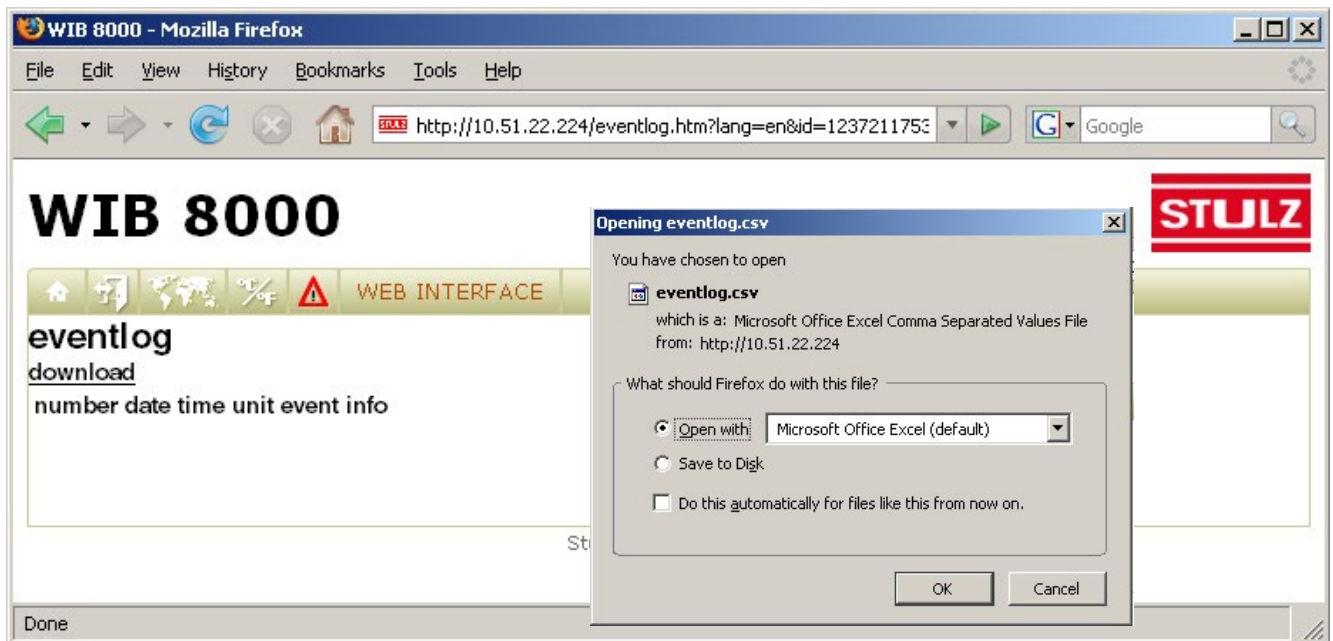 WIB 8000 - Mozilla Firefox
File Edit View History Bookmarks Tools Help
STULZ http://10.51.22.224/eventlog.htm?lang=en&id=1237211753 G Google
WIB 8000
STULZ
°C/°F WEB INTERFACE
eventlog
download
number date time unit event info
St
Opening eventlog.csv
You have chosen to open
eventlog.csv
which is a: Microsoft Office Excel Comma Separated Values File
from: http://10.51.22.224
What should Firefox do with this file?
Open with Microsoft Office Excel (default)
Save to Disk
Do this automatically for files like this from now on.
OK Cancel
Done